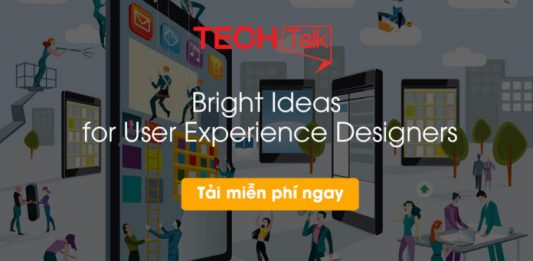 TECH Talk
Bright Ideas
for User Experience Designers
Tải miễn phí ngay